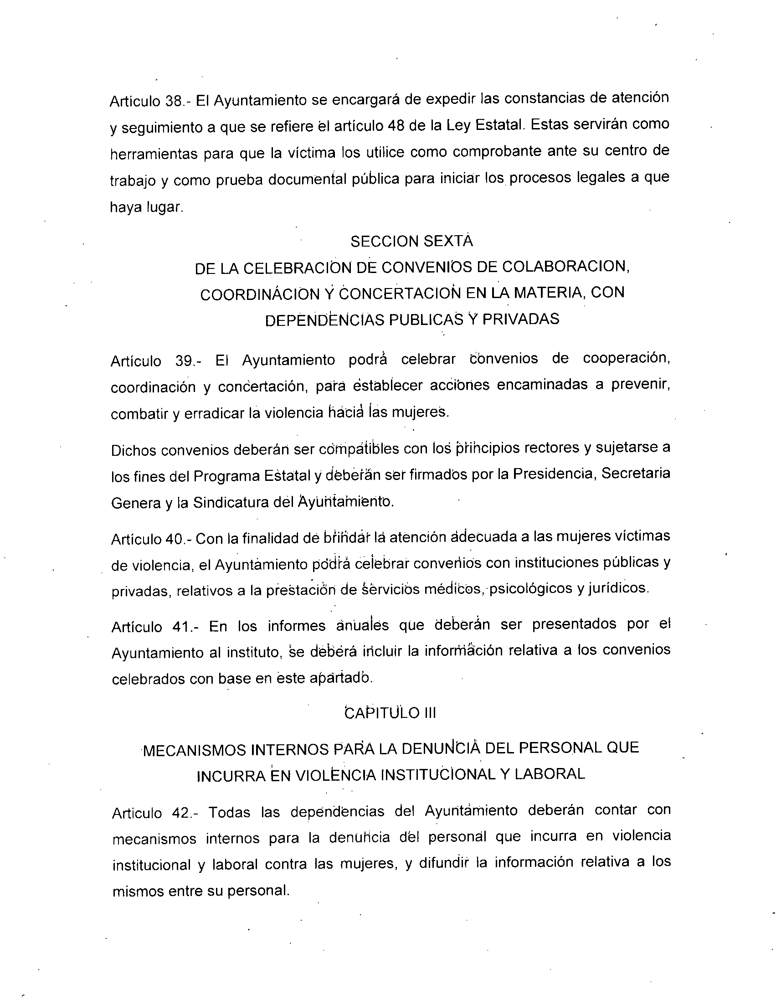 Artículo 38.- El Ayuntamiento se encargará de expedir las constancias de atención
y seguimiento a que se refiere el artículo 48 de la Ley Estatal. Estas servirán como
herramientas para que la víctima los utilice como comprobante ante su centro de
trabajo y como prueba documental pública para iniciar los procesos legales a que
haya lugar.
SECCION SEXTA
DE LA CELEBRACION DE CONVENIOS DE COLABORACION,
COORDINACION Y CONCERTACION EN LA MATERIA, CON
DEPENDENCIAS PUBLICAS Y PRIVADAS
Artículo 39.- El Ayuntamiento podrá celebrar convenios de cooperación,
coordinación y concertación, para establecer acciones encaminadas a prevenir,
combatir y erradicar la violencia hacia las mujeres.
Dichos convenios deberán ser compatibles con los principios rectores y sujetarse a
los fines del Programa Estatal y deberán ser firmados por la Presidencia, Secretaria
Genera y la Sindicatura del Ayuntamiento.
Artículo 40.- Con la finalidad de brindar la atención adecuada a las mujeres víctimas
de violencia, el Ayuntamiento podrá celebrar convenios con instituciones públicas y
privadas, relativos a la prestación de servicios médicos, psicológicos y jurídicos.
Artículo 41.- En los informes anuales que deberán ser presentados por el
Ayuntamiento al instituto, se deberá incluir la información relativa a los convenios
celebrados con base en este apartado.
CAPITULO III
MECANISMOS INTERNOS PARA LA DENUNCIA DEL PERSONAL QUE
INCURRA EN VIOLENCIA INSTITUCIONAL Y LABORAL
Articulo 42.- Todas las dependencias del Ayuntamiento deberán contar con
mecanismos internos para la denuncia del personal que incurra en violencia
institucional y laboral contra las mujeres, y difundir la información relativa a los
mismos entre su personal.